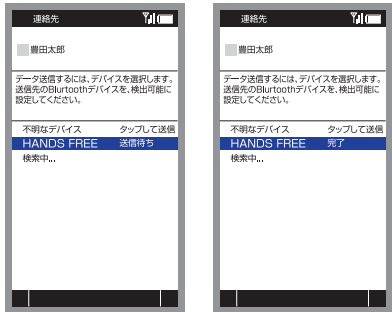 連絡先
豊田太郎
データ送信するには、デバイスを選択します。
送信先のBlurtoothデバイスを、検出可能に
設定してください。
不明なデバイス タップして送信
HANDS FREE 送信待ち
検索中...
連絡先
豊田太郎
データ送信するには、デバイスを選択します。
送信先のBlurtoothデバイスを、検出可能に
設定してください。
不明なデバイス タップして送信
HANDS FREE 完了
検索中...